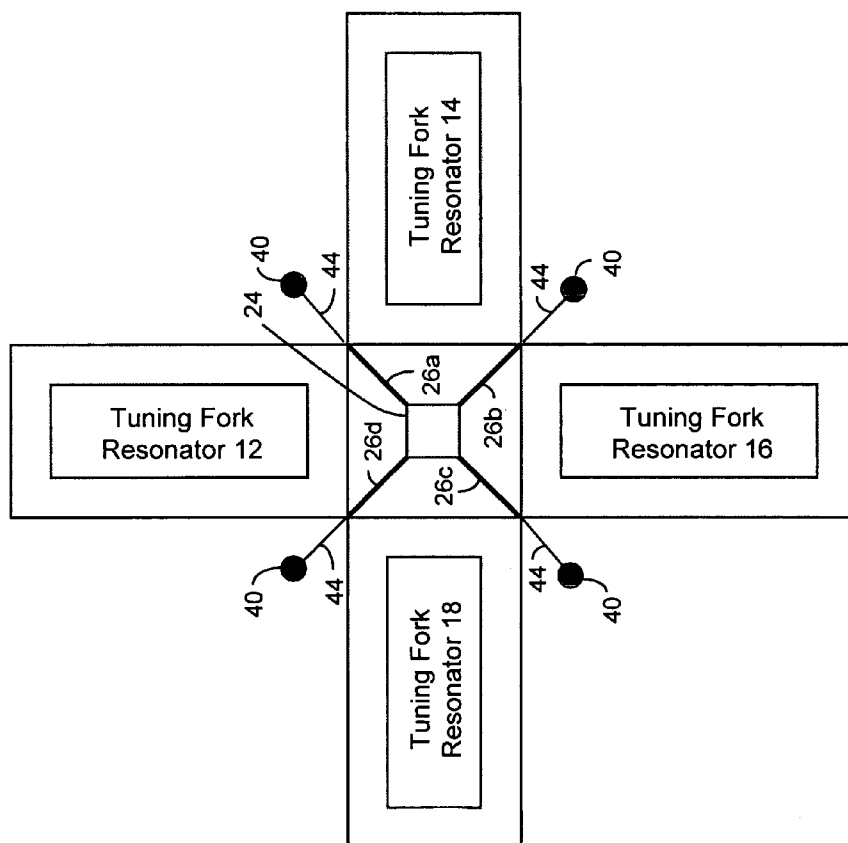 Tuning Fork
Resonator 14
40
44
24
44
40
26a
Tuning Fork
Resonator 12
26d
26b
Tuning Fork
Resonator 16
26c
40
44
44
40
Tuning Fork
Resonator 18